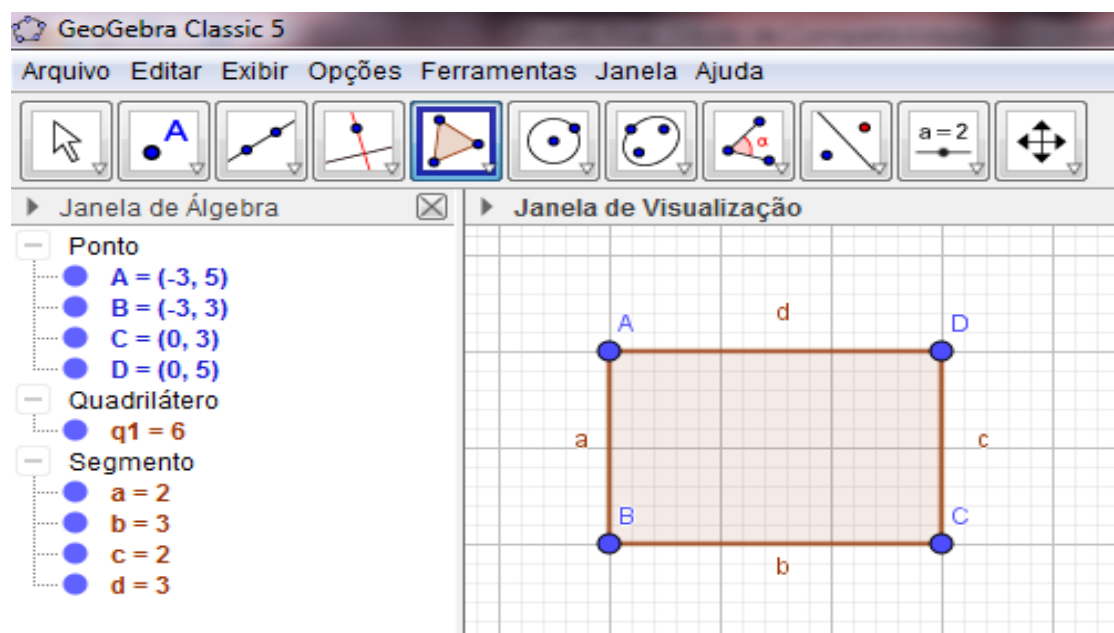 GeoGebra Classic 5
Arquivo Editar Exibir Opções Ferramentas Janela Ajuda
A
α
a = 2
Janela de Álgebra
Janela de Visualização
Ponto
A = (-3, 5)
B = (-3, 3)
C = (0, 3)
D = (0, 5)
Quadrilátero
q1 = 6
Segmento
a = 2
b = 3
c = 2
d = 3
A
d
D
a
c
B
C
b